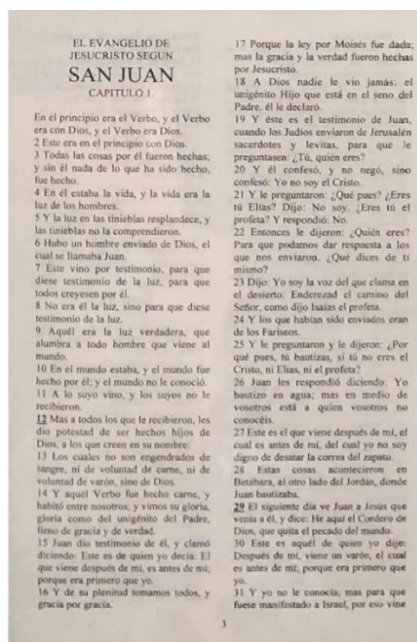 EL EVANGELIO DE
JESUCRISTO SEGUN
SAN JUAN
CAPITULO 1.
En el principio era el Verbo, y el Verbo
era con Dios, y el Verbo era Dios.
2 Este era en el principio con Dios.
3 Todas las cosas por él fueron hechas;
y sin él nada de lo que ha sido hecho,
fue hecho.
4 En él estaba la vida, y la vida era la
luz de los hombres.
5 Y la luz en las tinieblas resplandece, y
las tinieblas no la comprendieron.
6 Hubo un hombre enviado de Dios, el
cual se llamaba Juan.
7 Este vino por testimonio, para que
diese testimonio de la luz, para que
todos creyesen por él.
8 No era él la luz, sino para que diese
testimonio de la luz.
9 Aquél era la luz verdadera, que
alumbra a todo hombre que viene al
mundo.
10 En el mundo estaba, y el mundo fue
hecho por él; y el mundo no le conoció.
11 A lo suyo vino, y los suyos no le
recibieron.
12 Mas a todos los que le recibieron, les
dio potestad de ser hechos hijos de
Dios, a los que creen en su nombre:
13 Los cuales no son engendrados de
sangre, ni de voluntad de carne, ni de
voluntad de varón, sino de Dios.
14 Y aquél Verbo fue hecho carne, y
habitó entre nosotros; y vimos su gloria,
gloria como del unigénito del Padre,
lleno de gracia y de verdad.
15 Juan dio testimonio de él, y clamó
diciendo: Este es de quien yo decía: El
que viene después de mí, es antes de mí;
porque era primero que yo.
16 Y de su plenitud tomamos todos, y
gracia por gracia.
17 Porque la ley por Moisés fue dada;
mas la gracia y la verdad fueron hechas
por Jesucristo.
18 A Dios nadie le vio jamás; el
unigénito Hijo que está en el seno del
Padre, él le declaró.
19 Y éste es el testimonio de Juan,
cuando los Judíos enviaron de Jerusalén
sacerdotes y levitas, para que le
preguntasen: ¿Tú, quién eres?
20 Y él confesó, y no negó, sino
confesó: Yo no soy el Cristo.
21 Y le preguntaron: ¿Qué pues? ¿Eres
tú Elías? Dijo: No soy. ¿Eres tú el
profeta? Y respondió: No.
22 Entonces le dijeron: ¿Quién eres?
Para que podamos dar respuesta a los
que nos enviaron. ¿Qué dices de ti
mismo?
23 Dijo: Yo soy la voz del que clama en
el desierto: Enderezad el camino del
Señor, como dijo Isaías el profeta.
24 Y los que habían sido enviados eran
de los Fariseos.
25 Y le preguntaron y le dijeron: ¿Por
qué pues, tú bautizas, si tú no eres el
Cristo, ni Elías, ni el profeta?
26 Juan les respondió diciendo: Yo
bautizo en agua; mas en medio de
vosotros está a quien vosotros no
conocéis.
27 Este es el que viene después de mí, el
cual es antes de mí, del cual yo no soy
digno de desatar la correa del zapato.
28 Estas cosas acontecieron en
Betábara, al otro lado del Jordán, donde
Juan bautizaba.
29 El siguiente día ve Juan a Jesús que
venía a él, y dice: He aquí el Cordero de
Dios, que quita el pecado del mundo.
30 Este es aquél de quien yo dije:
Después de mí, viene un varón, el cual
es antes de mí; porque era primero que
yo.
31 Y yo no le conocía; mas para que
fuese manifestado a Israel, por eso vine
3